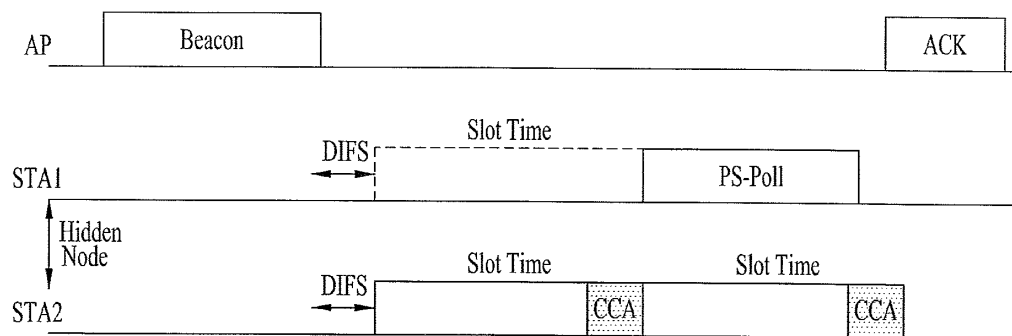 AP
Beacon
ACK
Slot Time
DIFS
STA1
PS-Poll
Hidden
Node
Slot Time
Slot Time
DIFS
STA2
CCA
CCA